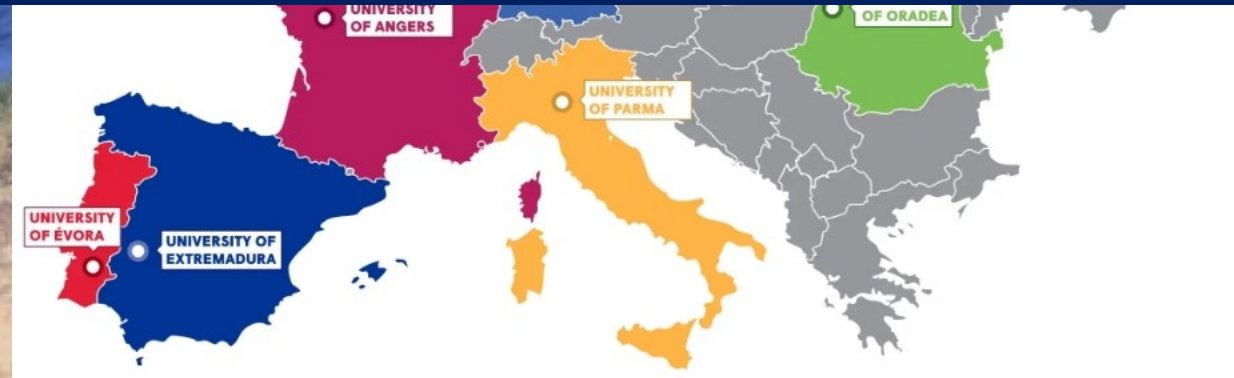 UNIVERSITY
OF ANGERS
OF ORADEA
UNIVERSITY
OF PARMA
UNIVERSITY
OF ÉVORA
UNIVERSITY OF
EXTREMADURA